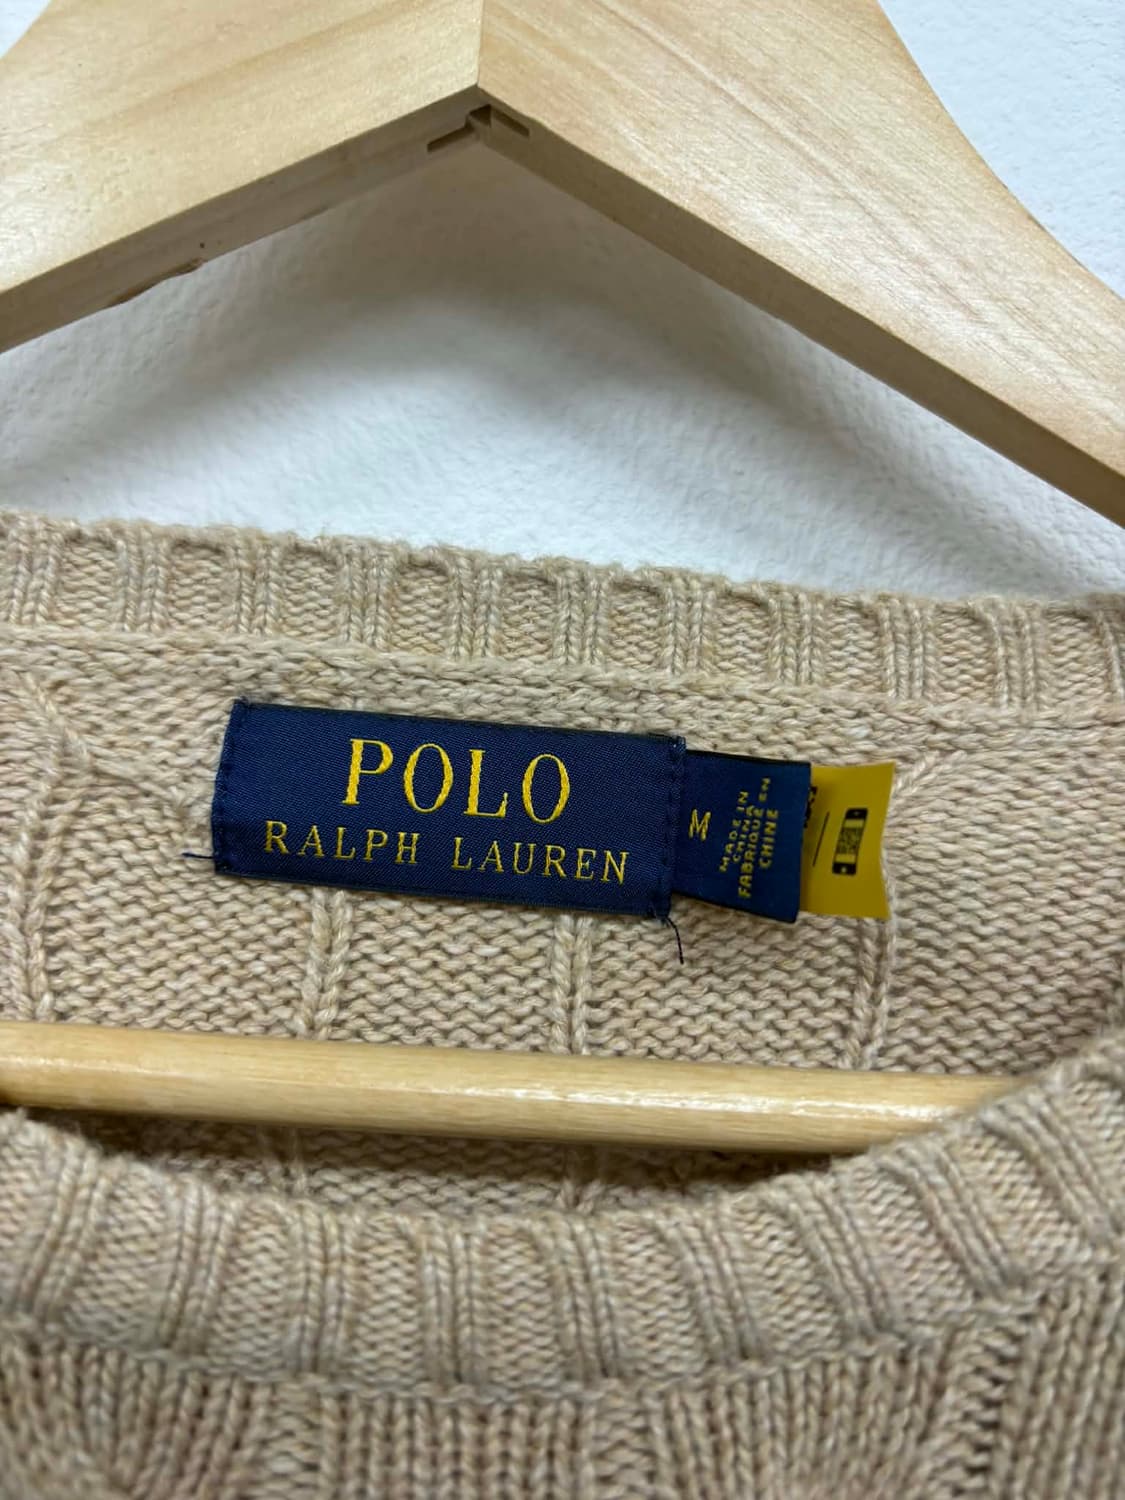 POLO
RALPH LAUREN
M
MADE IN
CHINA
FABRIQUÉ EN
CHINE